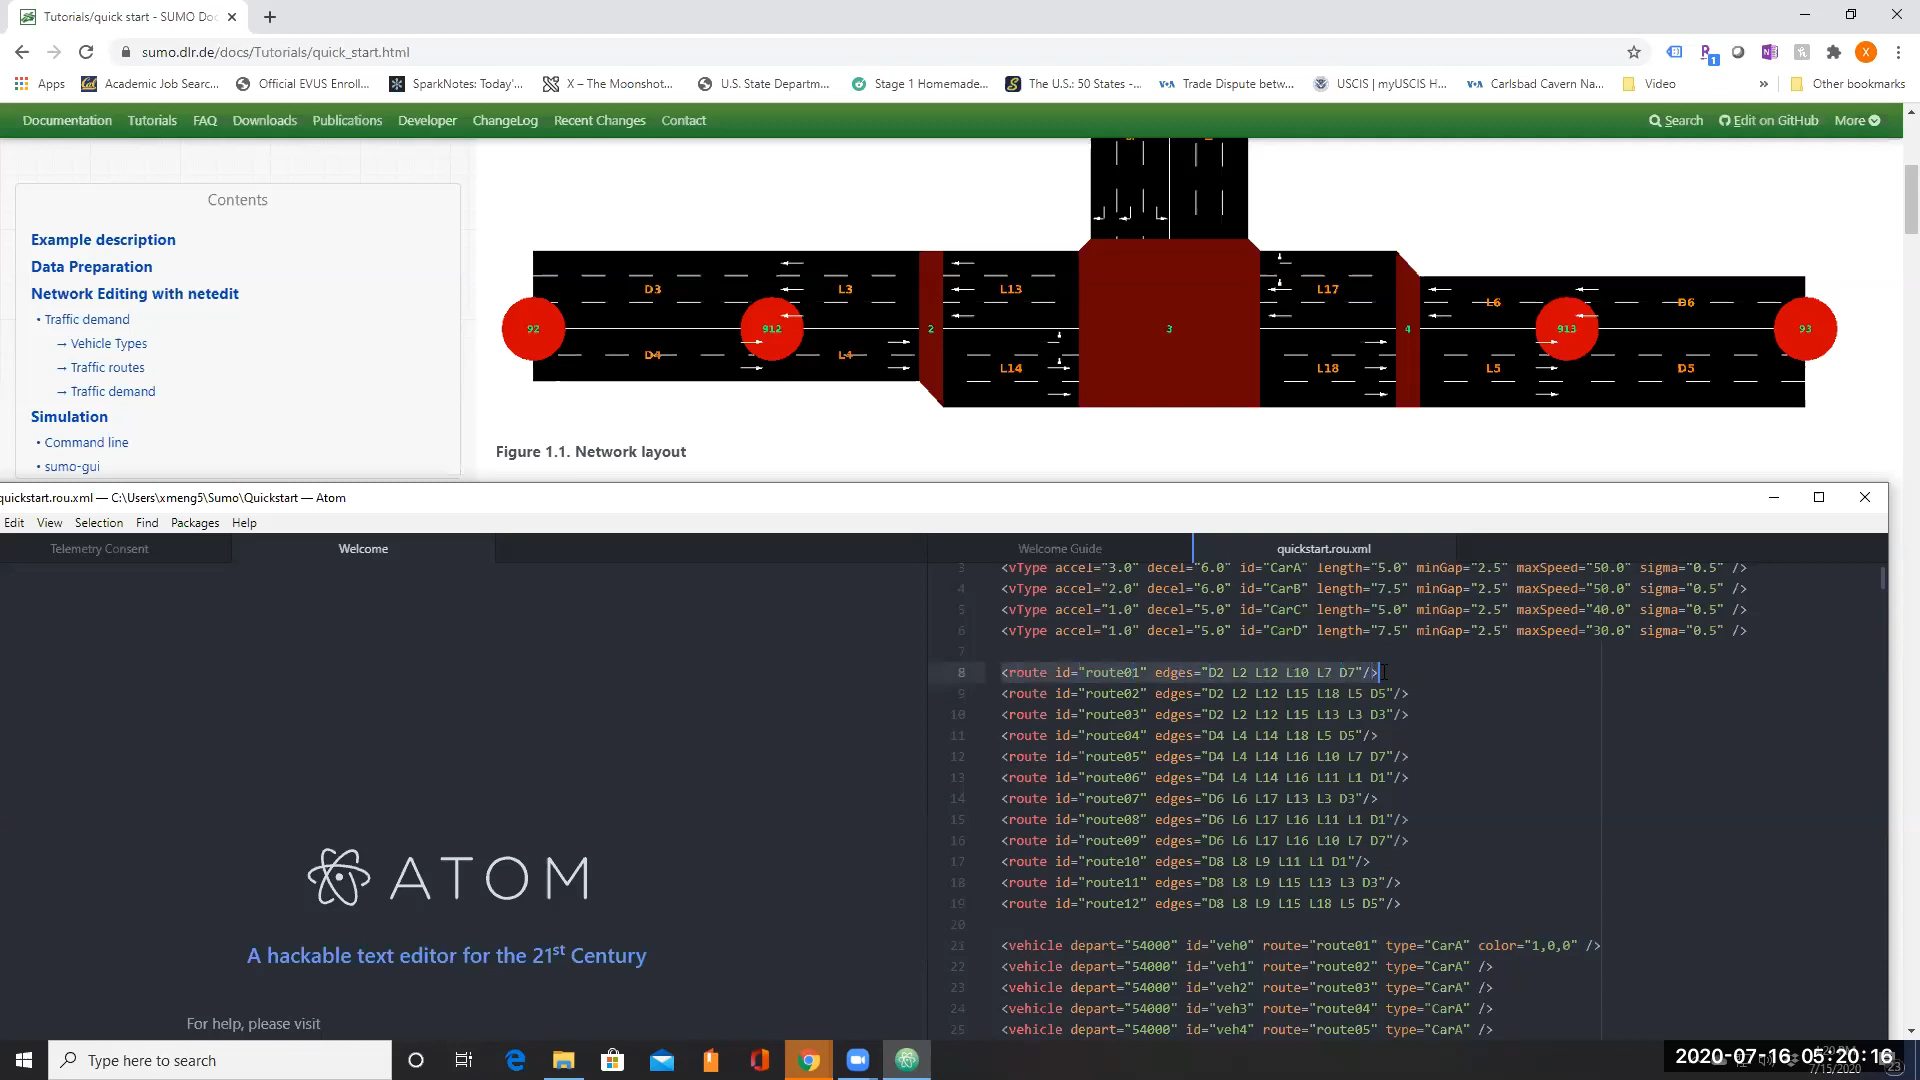 Tutorials/quick start - SUMO Doc
sumo.dlr.de/docs/Tutorials/quick_start.html
Apps Academic Job Searc... Official EVUS Enroll... SparkNotes: Today'... X – The Moonshot... U.S. State Departm... Stage 1 Homemade... The U.S.: 50 States -... Trade Dispute betw... USCIS | myUSCIS H... Carlsbad Cavern Na... Video » Other bookmarks
Documentation Tutorials FAQ Downloads Publications Developer ChangeLog Recent Changes Contact Search Edit on GitHub More
Contents
Example description
Data Preparation
Network Editing with netedit
• Traffic demand
→ Vehicle Types
→ Traffic routes
→ Traffic demand
Simulation
• Command line
• sumo-gui
D3 L3 L13 L17 L6 D6
92 912 2 3 4 913 93
D4 L4 L14 L18 L5 D5
Figure 1.1. Network layout
quickstart.rou.xml — C:\Users\xmeng5\Sumo\Quickstart — Atom
Edit View Selection Find Packages Help
Telemetry Consent Welcome Welcome Guide quickstart.rou.xml
3 <vType accel="3.0" decel="6.0" id="CarA" length="5.0" minGap="2.5" maxSpeed="50.0" sigma="0.5" />
4 <vType accel="2.0" decel="6.0" id="CarB" length="7.5" minGap="2.5" maxSpeed="50.0" sigma="0.5" />
5 <vType accel="1.0" decel="5.0" id="CarC" length="5.0" minGap="2.5" maxSpeed="40.0" sigma="0.5" />
6 <vType accel="1.0" decel="5.0" id="CarD" length="7.5" minGap="2.5" maxSpeed="30.0" sigma="0.5" />
7
8 <route id="route01" edges="D2 L2 L12 L10 L7 D7"/>
9 <route id="route02" edges="D2 L2 L12 L15 L18 L5 D5"/>
10 <route id="route03" edges="D2 L2 L12 L15 L13 L3 D3"/>
11 <route id="route04" edges="D4 L4 L14 L18 L5 D5"/>
12 <route id="route05" edges="D4 L4 L14 L16 L10 L7 D7"/>
13 <route id="route06" edges="D4 L4 L14 L16 L11 L1 D1"/>
14 <route id="route07" edges="D6 L6 L17 L13 L3 D3"/>
15 <route id="route08" edges="D6 L6 L17 L16 L11 L1 D1"/>
16 <route id="route09" edges="D6 L6 L17 L16 L10 L7 D7"/>
17 <route id="route10" edges="D8 L8 L9 L11 L1 D1"/>
18 <route id="route11" edges="D8 L8 L9 L15 L13 L3 D3"/>
19 <route id="route12" edges="D8 L8 L9 L15 L18 L5 D5"/>
20
21 <vehicle depart="54000" id="veh0" route="route01" type="CarA" color="1,0,0" />
22 <vehicle depart="54000" id="veh1" route="route02" type="CarA" />
23 <vehicle depart="54000" id="veh2" route="route03" type="CarA" />
24 <vehicle depart="54000" id="veh3" route="route04" type="CarA" />
25 <vehicle depart="54000" id="veh4" route="route05" type="CarA" />
ATOM
A hackable text editor for the 21st Century
For help, please visit
Type here to search
2020-07-16 05:20:16
7/15/2020